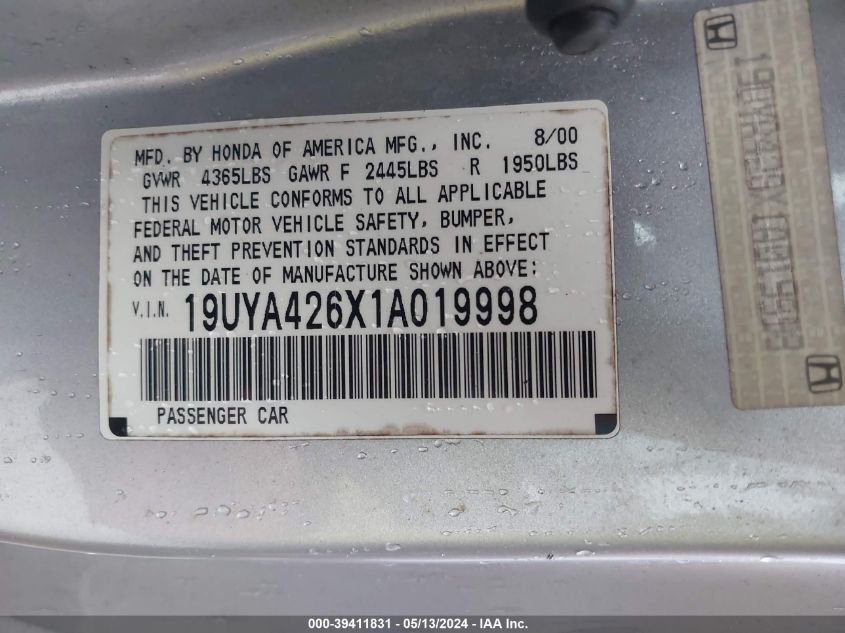 MFD. BY HONDA OF AMERICA MFG., INC. 8/00
GVWR 4365LBS GAWR F 2445LBS R 1950LBS
THIS VEHICLE CONFORMS TO ALL APPLICABLE
FEDERAL MOTOR VEHICLE SAFETY, BUMPER,
AND THEFT PREVENTION STANDARDS IN EFFECT
ON THE DATE OF MANUFACTURE SHOWN ABOVE:
V.I.N. 19UYA426X1A019998
PASSENGER CAR
000-39411831 - 05/13/2024 - IAA Inc.